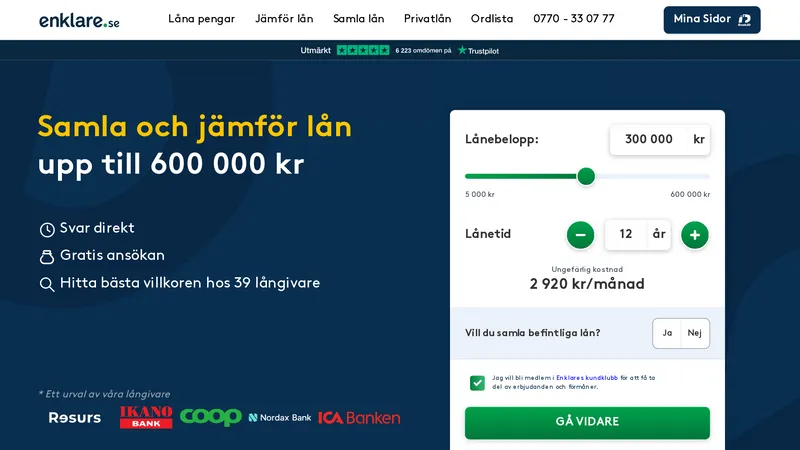 enklare.se
Låna pengar
Jämför lån
Samla lån
Privatlån
Ordlista
0770 - 33 07 77
Mina Sidor
Utmärkt
6 223 omdömen på
Trustpilot
Samla och jämför lån
upp till 600 000 kr
Svar direkt
Gratis ansökan
Hitta bästa villkoren hos 39 långivare
* Ett urval av våra långivare
Resurs
IKANO
BANK
coop
Nordax Bank
ICA Banken
Lånebelopp:
300 000 kr
5 000 kr
600 000 kr
Lånetid
12 år
Ungefärlig kostnad
2 920 kr/månad
Vill du samla befintliga lån?
Ja
Nej
Jag vill bli medlem i Enklares kundklubb för att få ta
del av erbjudanden och förmåner.
GÅ VIDARE